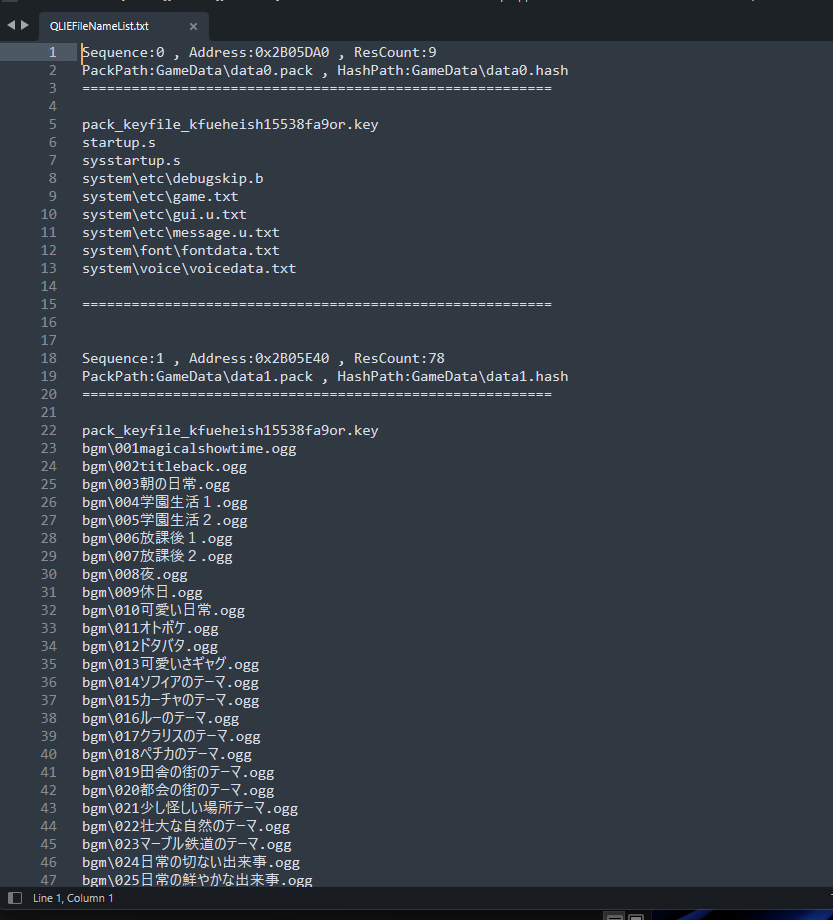 QLIEFileNameList.txt
1 Sequence:0 , Address:0x2B05DA0 , ResCount:9
2 PackPath:GameData\data0.pack , HashPath:GameData\data0.hash
3 =========================================================
4
5 pack_keyfile_kfueheish15538fa9or.key
6 startup.s
7 sysstartup.s
8 system\etc\debugskip.b
9 system\etc\game.txt
10 system\etc\gui.u.txt
11 system\etc\message.u.txt
12 system\font\fontdata.txt
13 system\voice\voicedata.txt
14
15 =========================================================
16
17
18 Sequence:1 , Address:0x2B05E40 , ResCount:78
19 PackPath:GameData\data1.pack , HashPath:GameData\data1.hash
20 =========================================================
21
22 pack_keyfile_kfueheish15538fa9or.key
23 bgm\001magicalshowtime.ogg
24 bgm\002titleback.ogg
25 bgm\003朝の日常.ogg
26 bgm\004学園生活１.ogg
27 bgm\005学園生活２.ogg
28 bgm\006放課後１.ogg
29 bgm\007放課後２.ogg
30 bgm\008夜.ogg
31 bgm\009休日.ogg
32 bgm\010可愛い日常.ogg
33 bgm\011オトボケ.ogg
34 bgm\012ドタバタ.ogg
35 bgm\013可愛いさギャグ.ogg
36 bgm\014ソフィアのテーマ.ogg
37 bgm\015カーチャのテーマ.ogg
38 bgm\016ルーのテーマ.ogg
39 bgm\017クラリスのテーマ.ogg
40 bgm\018ペチカのテーマ.ogg
41 bgm\019田舎の街のテーマ.ogg
42 bgm\020都会の街のテーマ.ogg
43 bgm\021少し怪しい場所テーマ.ogg
44 bgm\022壮大な自然のテーマ.ogg
45 bgm\023マーブル鉄道のテーマ.ogg
46 bgm\024日常の切ない出来事.ogg
47 bgm\025日常の鮮やかな出来事.ogg
Line 1, Column 1